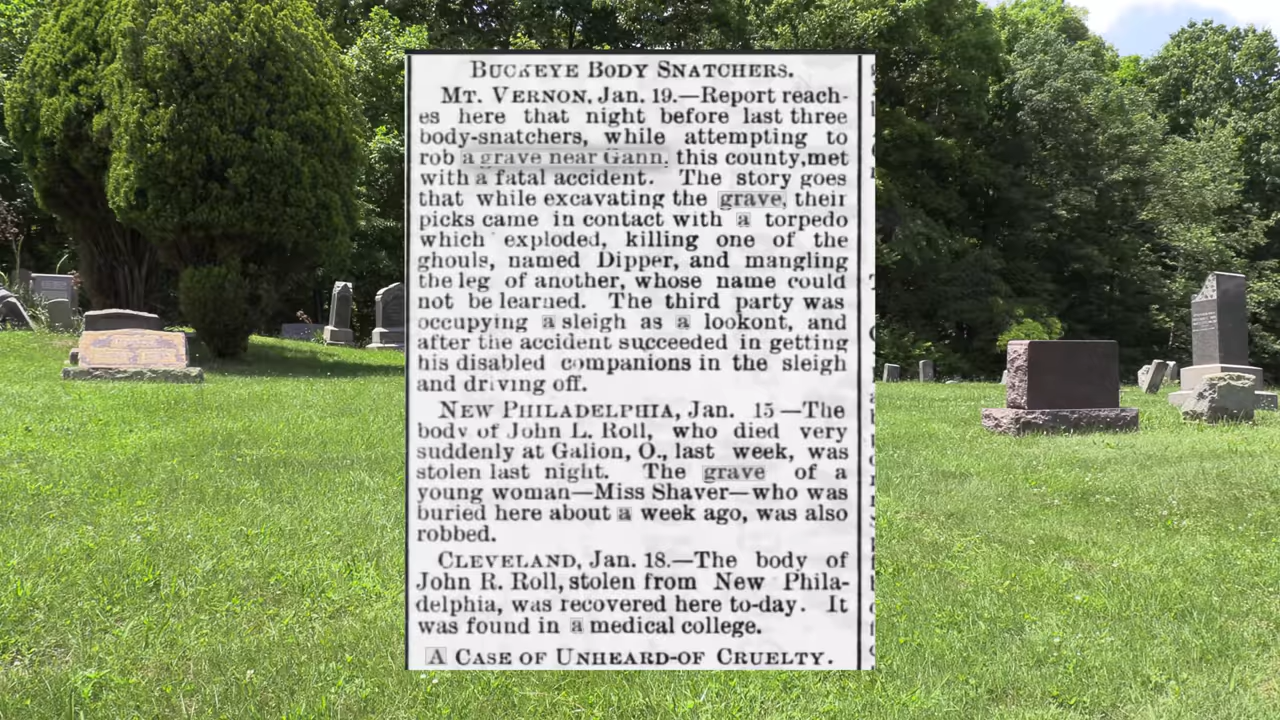 BUCKEYE BODY SNATCHERS.
MT. VERNON, Jan. 19.—Report reach-
es here that night before last three
body-snatchers, while attempting to
rob a grave near Gann, this county,met
with a fatal accident. The story goes
that while excavating the grave, their
picks came in contact with a torpedo
which exploded, killing one of the
ghouls, named Dipper, and mangling
the leg of another, whose name could
not be learned. The third party was
occupying a sleigh as a lookont, and
after the accident succeeded in getting
his disabled companions in the sleigh
and driving off.
NEW PHILADELPHIA, Jan. 15—The
body of John L. Roll, who died very
suddenly at Galion, O., last week, was
stolen last night. The grave of a
young woman—Miss Shaver—who was
buried here about a week ago, was also
robbed.
CLEVELAND, Jan. 18.—The body of
John R. Roll, stolen from New Phila-
delphia, was recovered here to-day. It
was found in a medical college.
A CASE OF UNHEARD-OF CRUELTY.